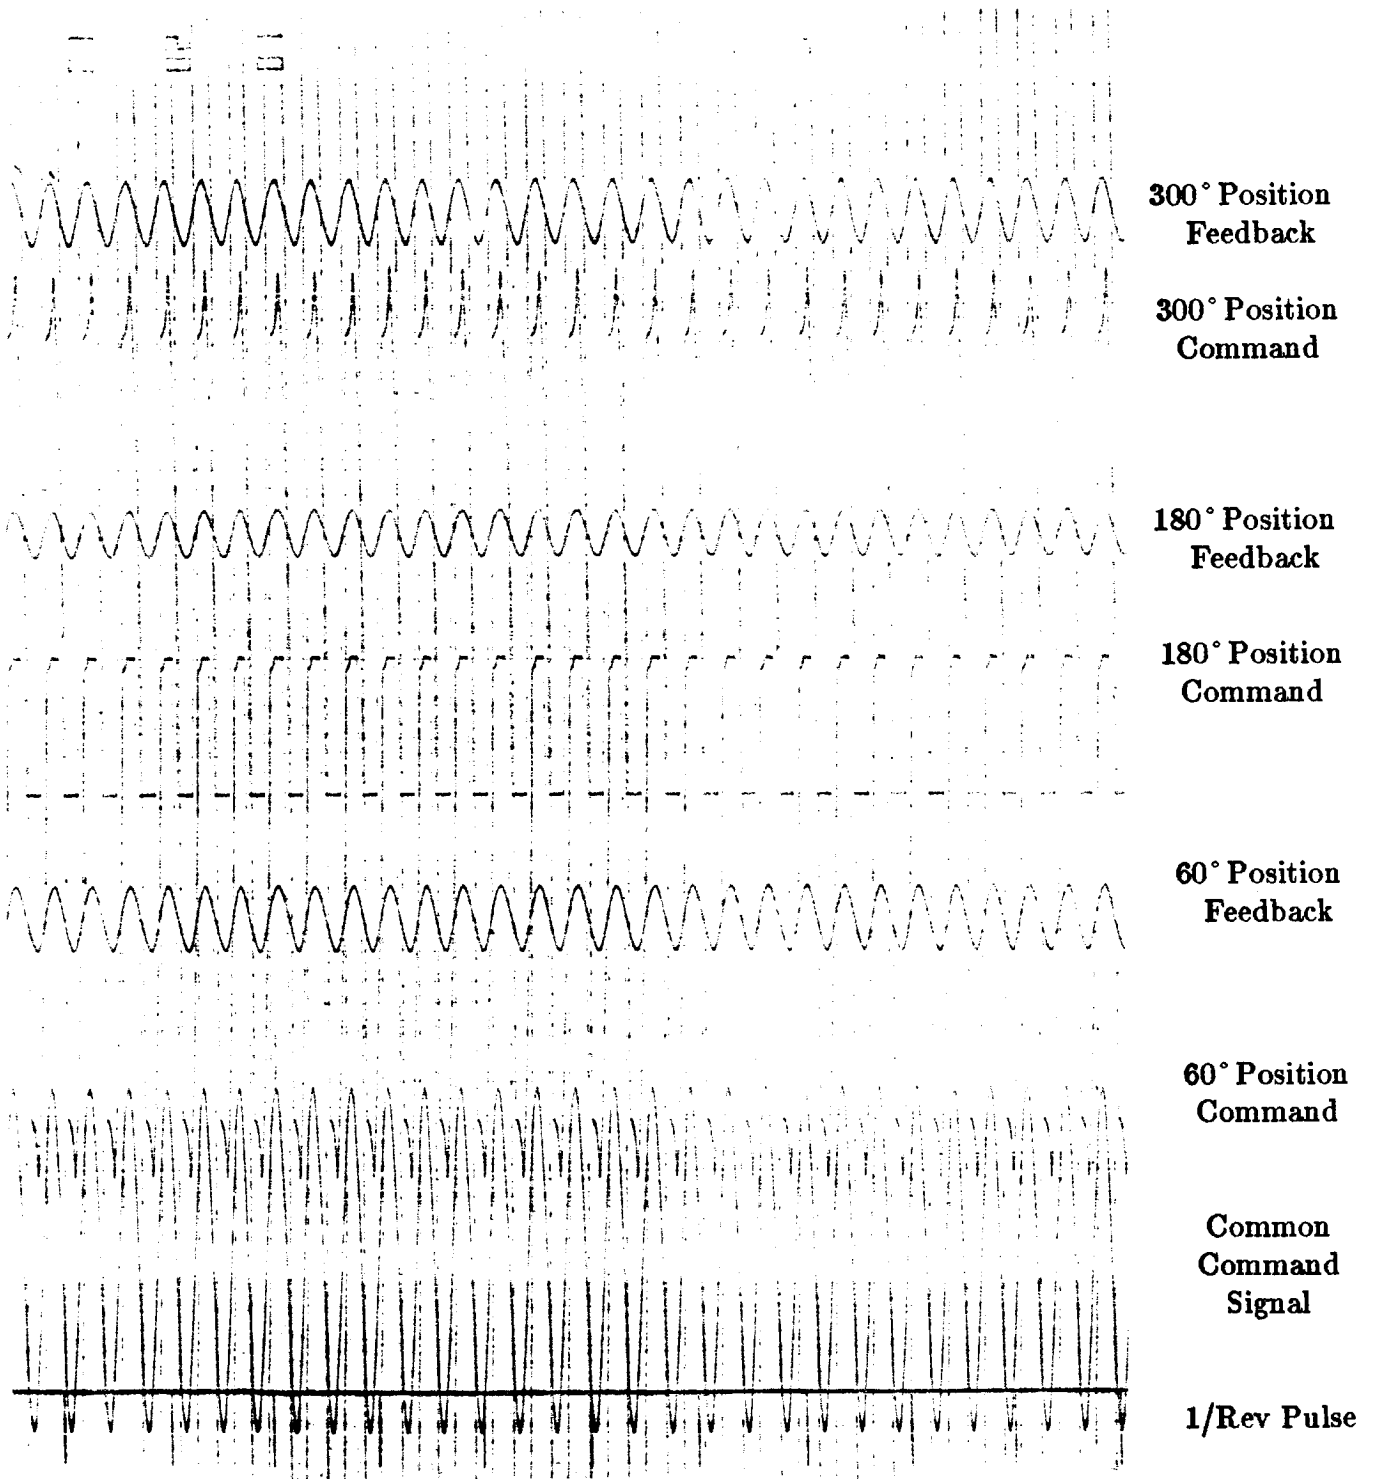 300° Position
Feedback
300° Position
Command
180° Position
Feedback
180° Position
Command
60° Position
Feedback
60° Position
Command
Common
Command
Signal
1/Rev Pulse